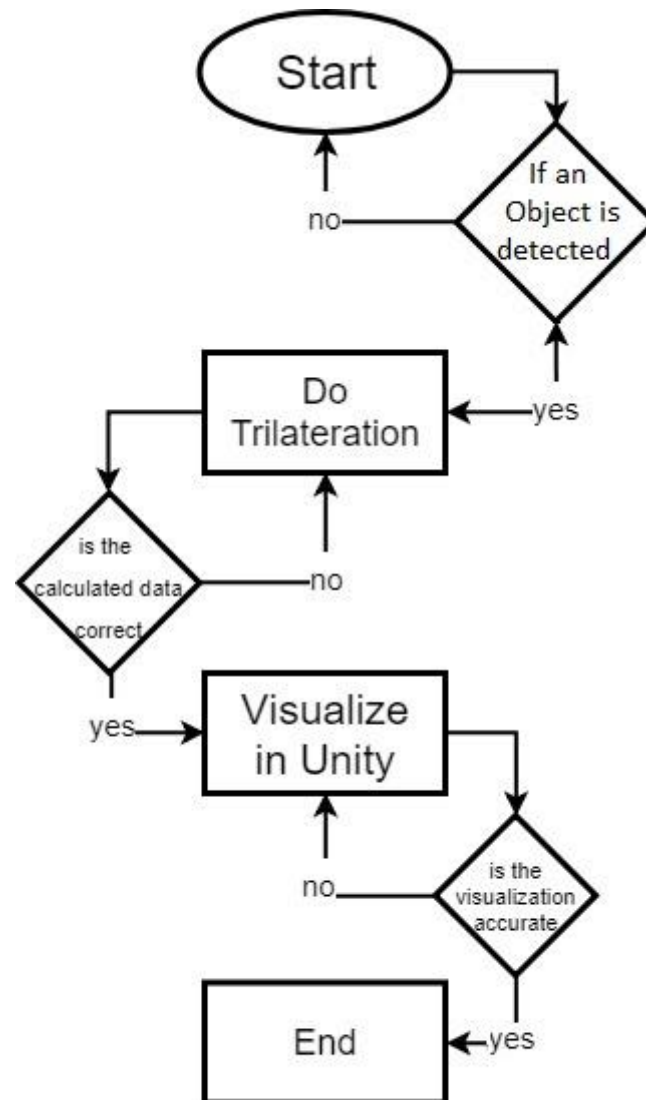 Start
If an
Object is
detected
no
yes
Do
Trilateration
is the
calculated data
correct
no
yes
Visualize
in Unity
is the
visualization
accurate
no
yes
End